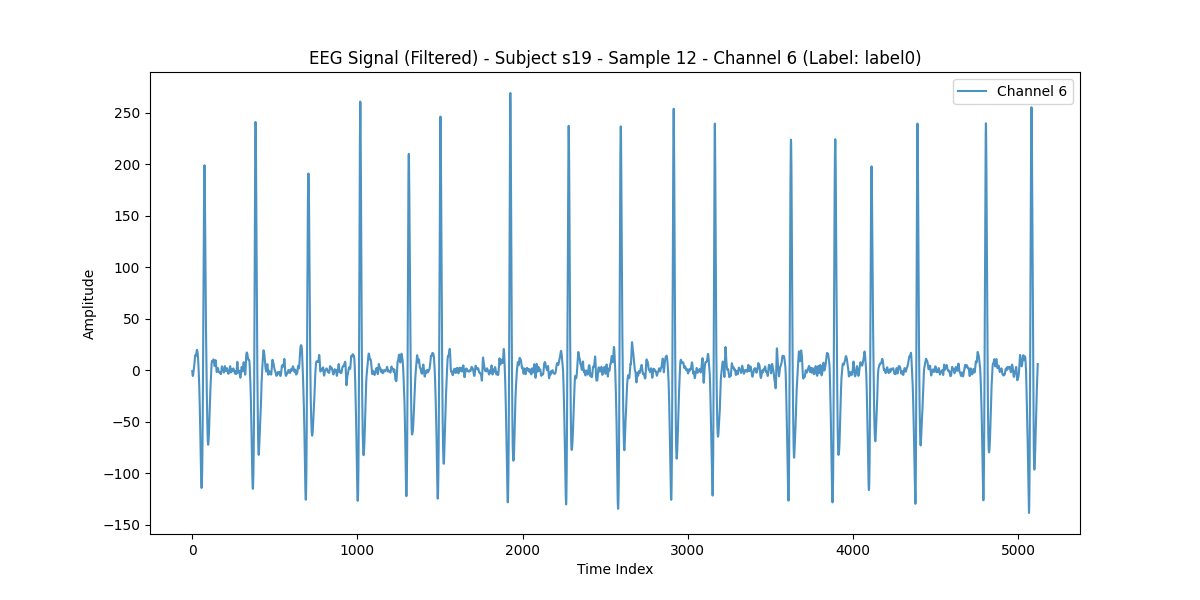 EEG Signal (Filtered) - Subject s19 - Sample 12 - Channel 6 (Label: label0)
Channel 6
250
200
150
100
50
0
−50
−100
−150
Amplitude
0 1000 2000 3000 4000 5000
Time Index